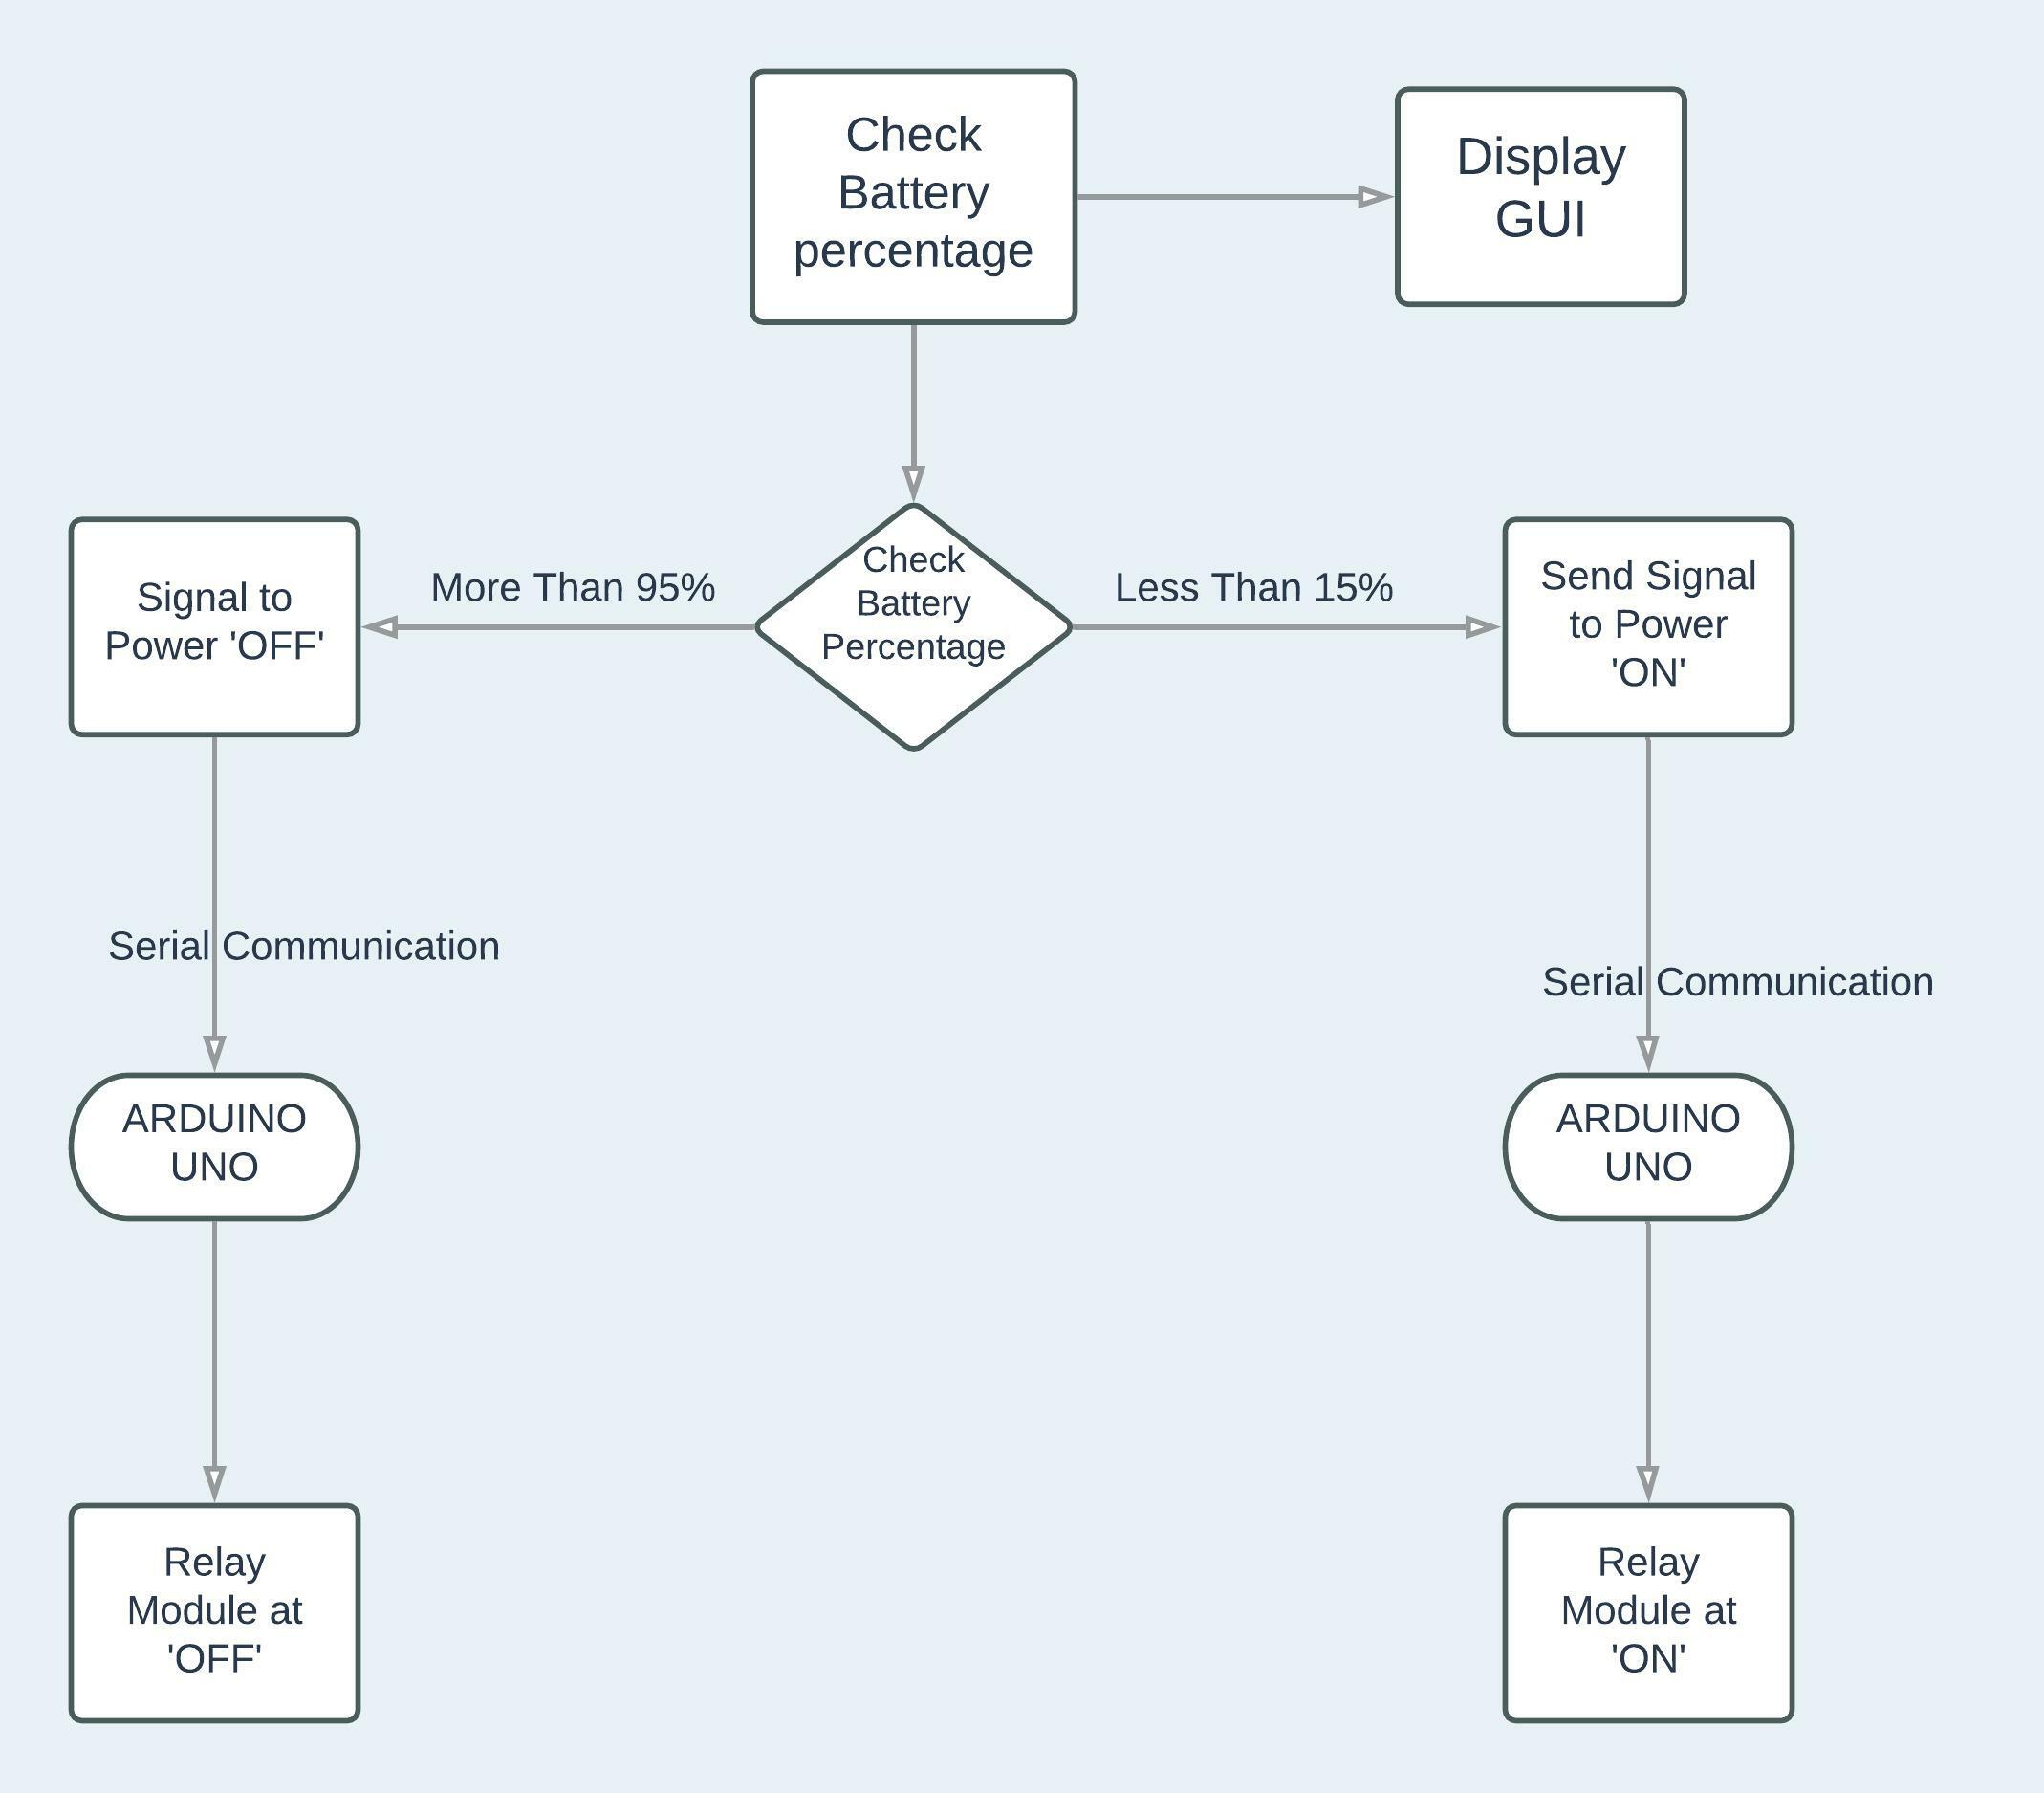 Check
Battery
percentage
Display
GUI
Signal to
Power 'OFF'
More Than 95%
Check
Battery
Percentage
Less Than 15%
Send Signal
to Power
'ON'
Serial Communication
Serial Communication
ARDUINO
UNO
ARDUINO
UNO
Relay
Module at
'OFF'
Relay
Module at
'ON'